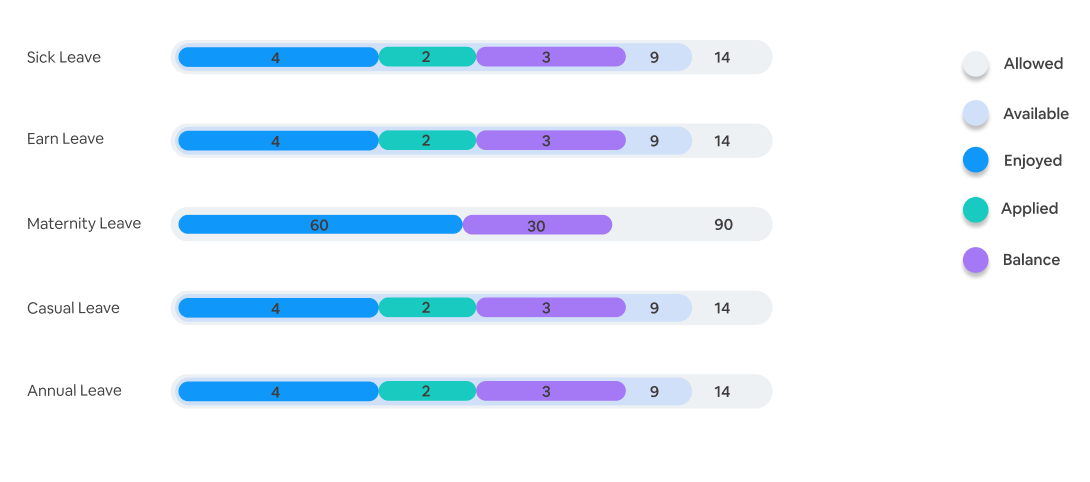 Sick Leave 4 2 3 9 14
Earn Leave 4 2 3 9 14
Maternity Leave 60 30 90
Casual Leave 4 2 3 9 14
Annual Leave 4 2 3 9 14
Allowed
Available
Enjoyed
Applied
Balance